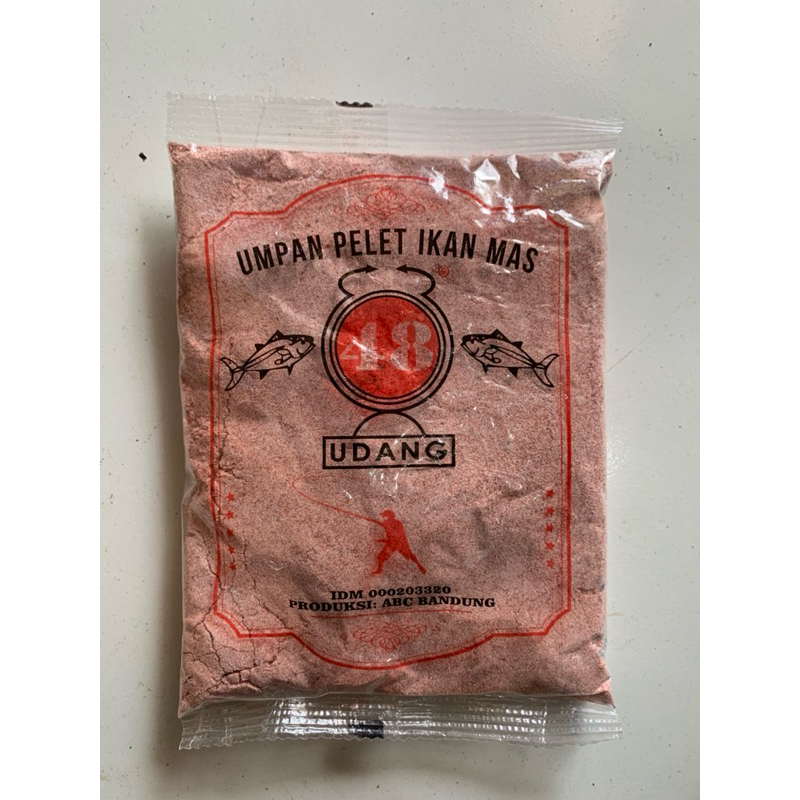 UMPAN PELET IKAN MAS
®
48
UDANG
IDM 000203320
PRODUKSI: ABC BANDUNG